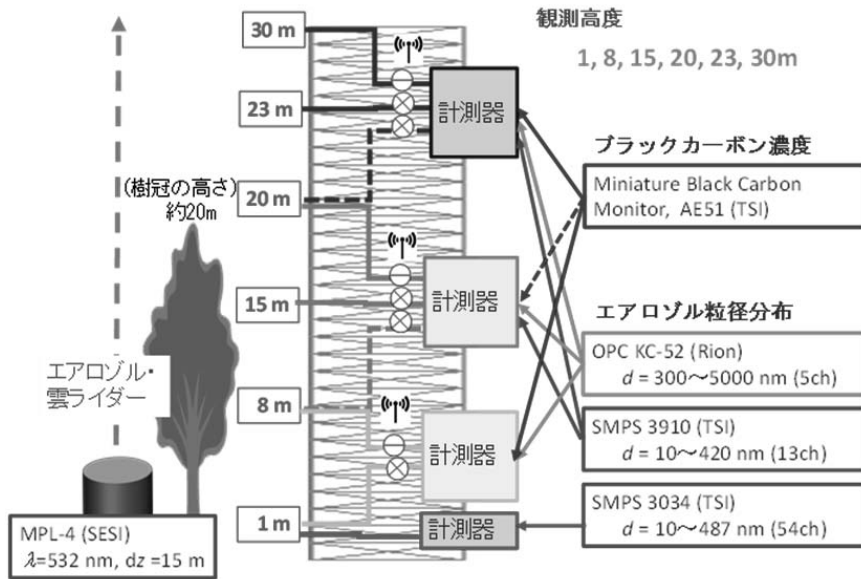 観測高度
1, 8, 15, 20, 23, 30m
30 m
23 m
(樹冠の高さ)
約20m
20 m
15 m
8 m
1 m
計測器
計測器
計測器
計測器
エアロゾル・
雲ライダー
MPL-4 (SESI)
λ=532 nm, dz =15 m
ブラックカーボン濃度
Miniature Black Carbon
Monitor, AE51 (TSI)
エアロゾル粒径分布
OPC KC-52 (Rion)
d = 300～5000 nm (5ch)
SMPS 3910 (TSI)
d = 10～420 nm (13ch)
SMPS 3034 (TSI)
d = 10～487 nm (54ch)